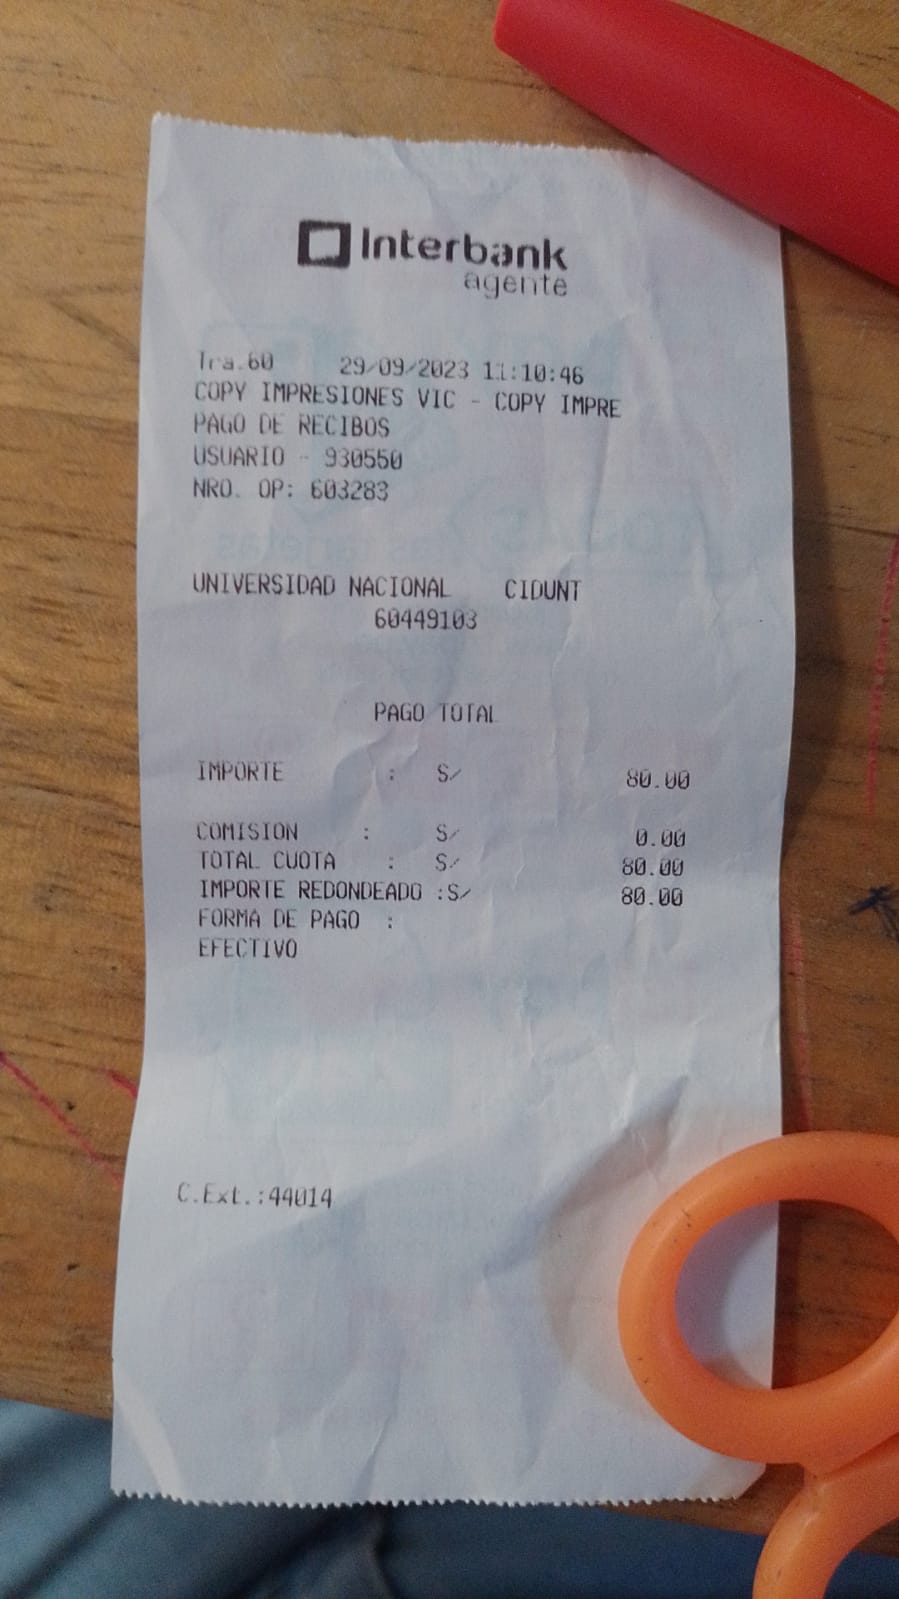 Interbank
agente
Tra.60 29/09/2023 11:10:46
COPY IMPRESIONES VIC - COPY IMPRE
PAGO DE RECIBOS
USUARIO - 930550
NRO. OP: 603283
UNIVERSIDAD NACIONAL CIDUNT
60449103
PAGO TOTAL
IMPORTE : S/ 80.00
COMISION : S/ 0.00
TOTAL CUOTA : S/ 80.00
IMPORTE REDONDEADO :S/ 80.00
FORMA DE PAGO :
EFECTIVO
C.Ext.:44014